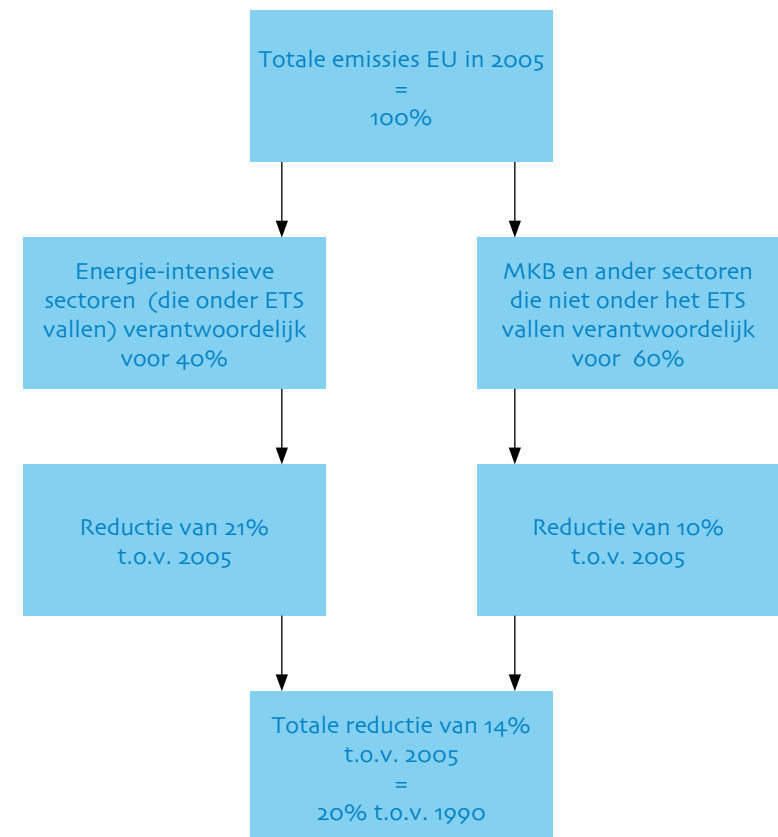 Totale emissies EU in 2005
=
100%
Energie-intensieve
sectoren (die onder ETS
vallen) verantwoordelijk
voor 40%
MKB en ander sectoren
die niet onder het ETS
vallen verantwoordelijk
voor 60%
Reductie van 21%
t.o.v. 2005
Reductie van 10%
t.o.v. 2005
Totale reductie van 14%
t.o.v. 2005
=
20% t.o.v. 1990